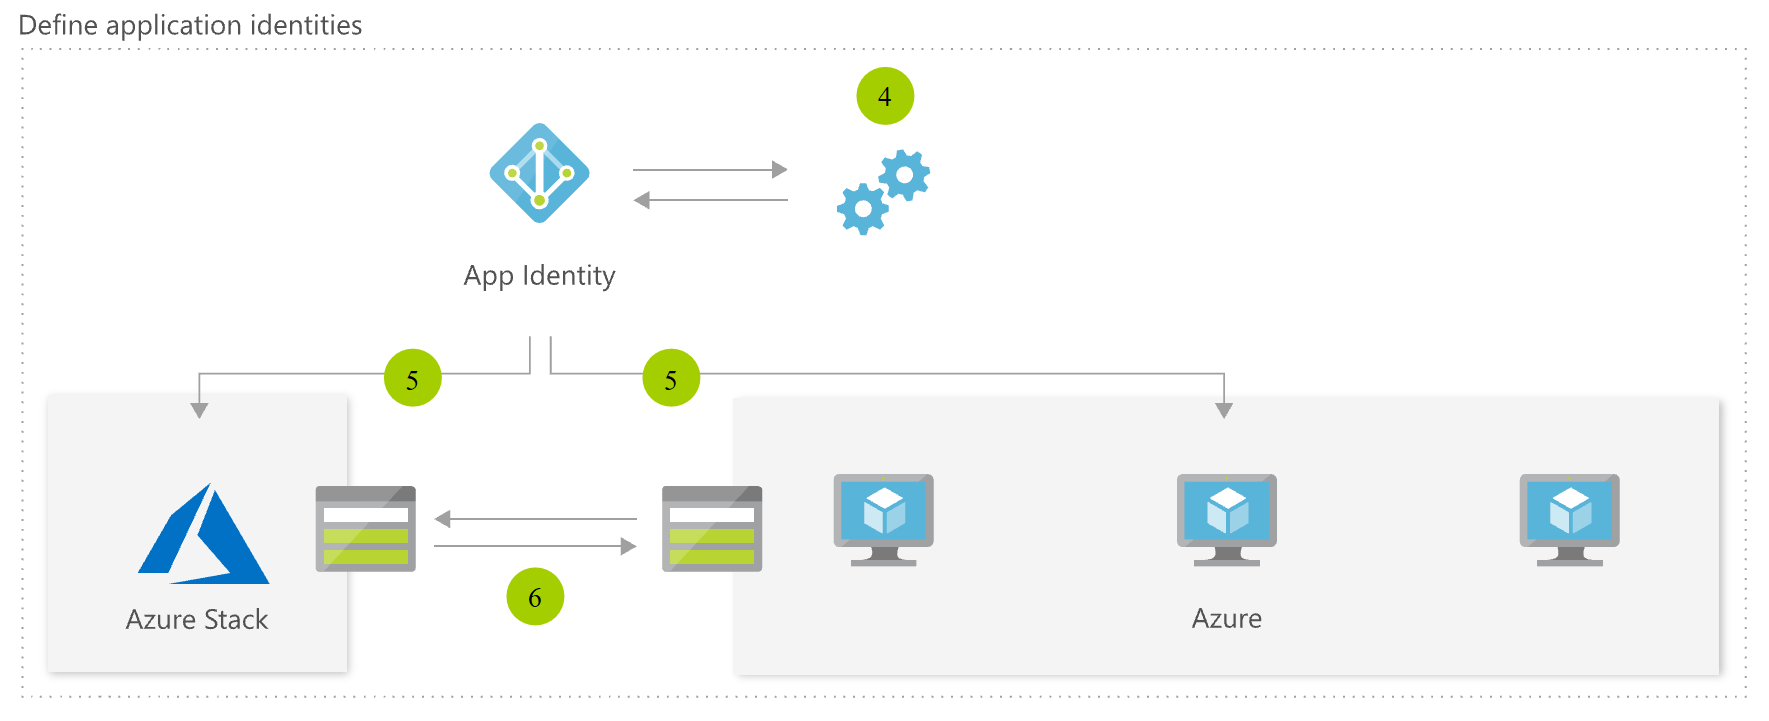 Define application identities
4
App Identity
5
5
6
Azure Stack
Azure